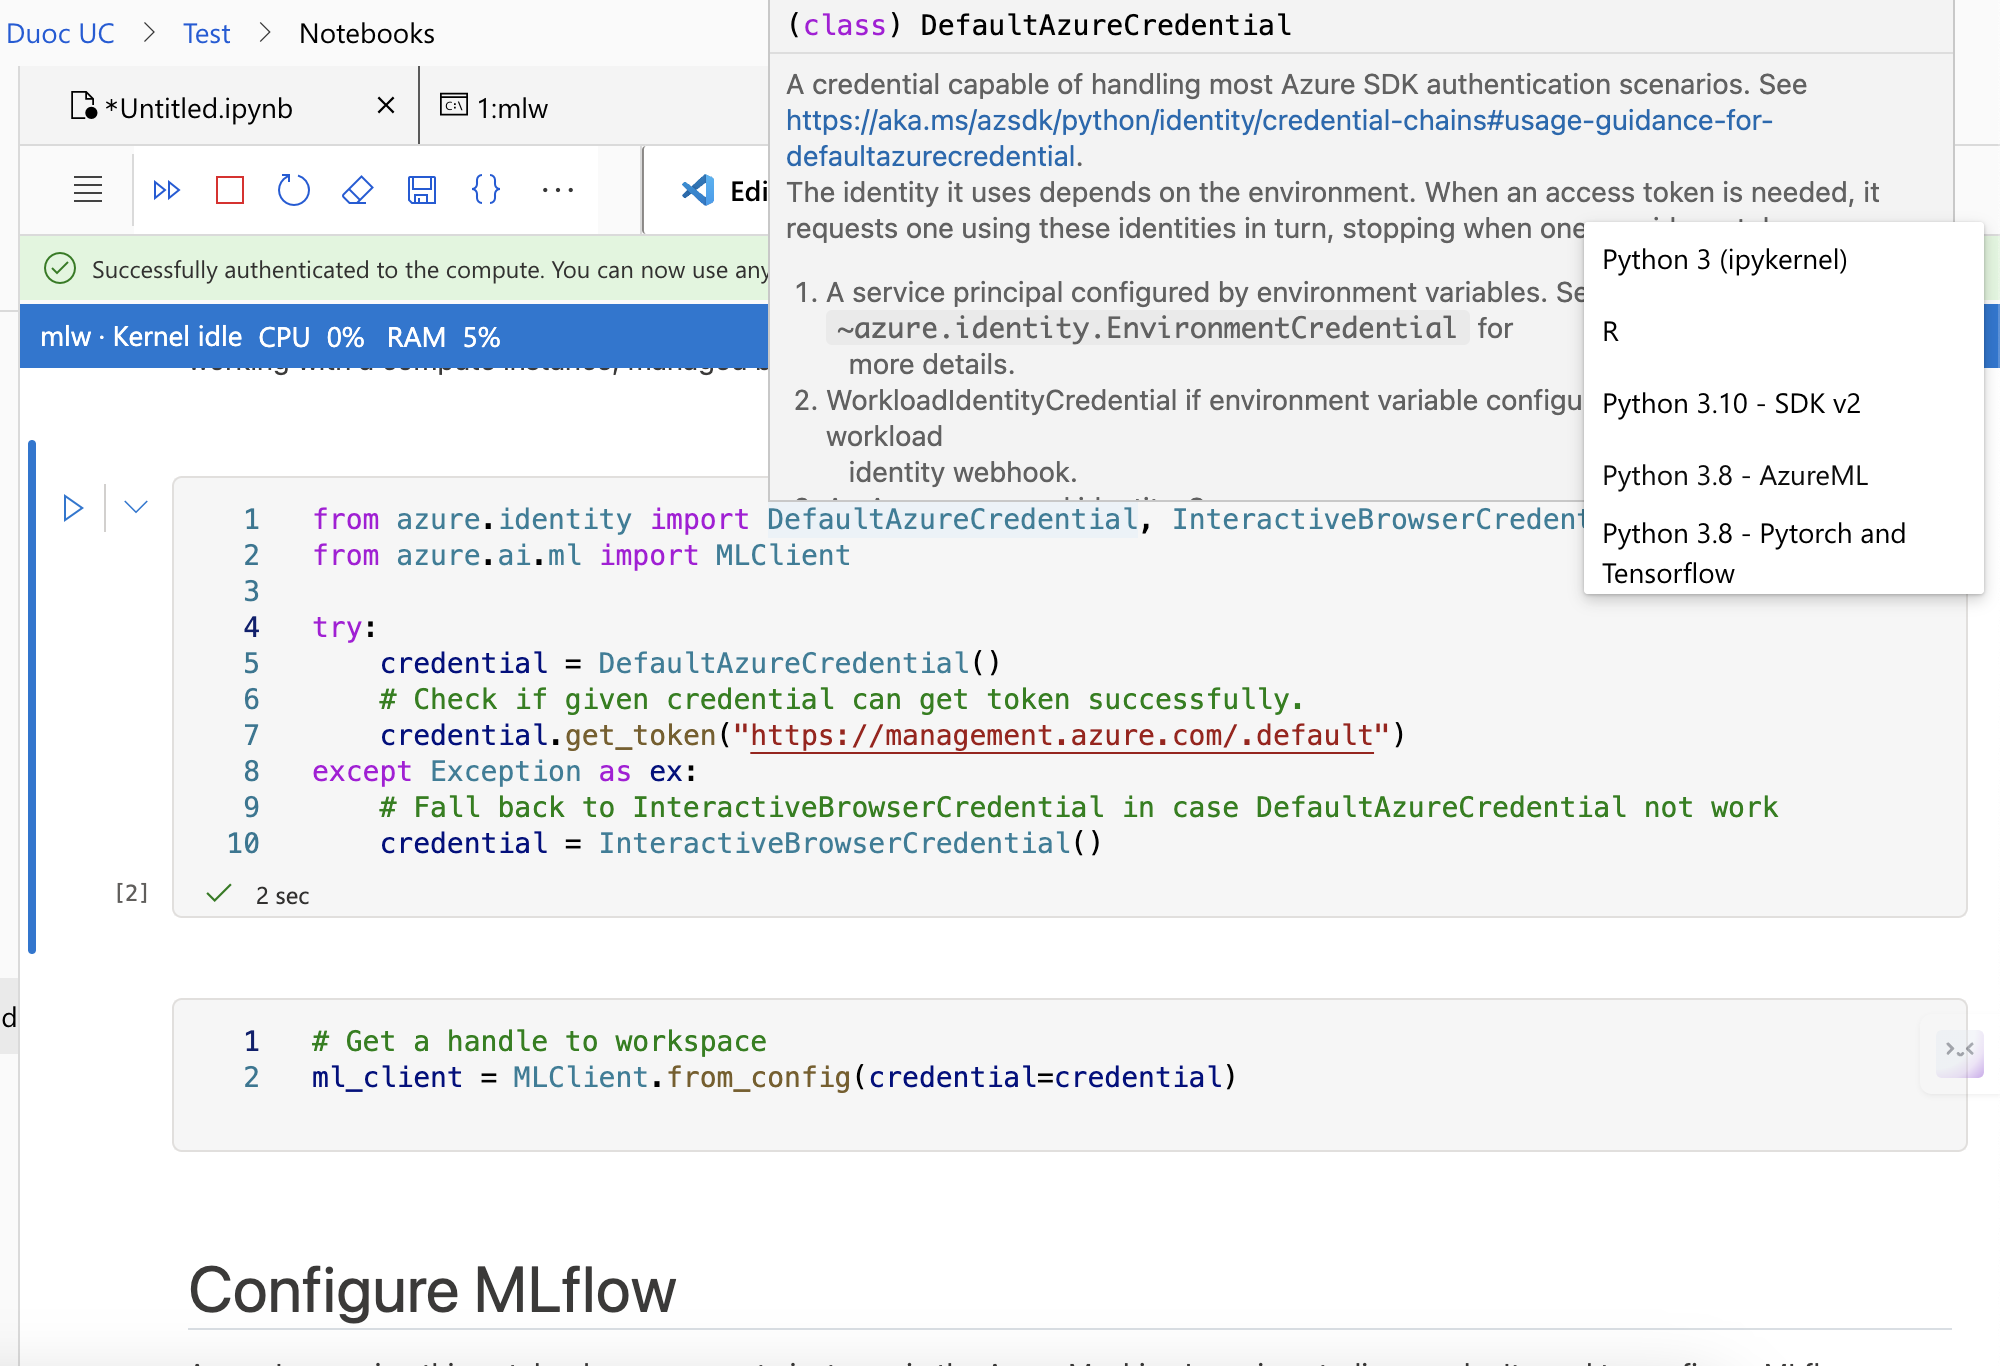 Duoc UC > Test > Notebooks
*Untitled.ipynb
1:mlw
Edi
(class) DefaultAzureCredential
A credential capable of handling most Azure SDK authentication scenarios. See
https://aka.ms/azsdk/python/identity/credential-chains#usage-guidance-for-
defaultazurecredential.
The identity it uses depends on the environment. When an access token is needed, it
requests one using these identities in turn, stopping when one
1. A service principal configured by environment variables. Se
~azure.identity.EnvironmentCredential for
more details.
2. WorkloadIdentityCredential if environment variable configu
workload
identity webhook.
Python 3 (ipykernel)
R
Python 3.10 - SDK v2
Python 3.8 - AzureML
Python 3.8 - Pytorch and
Tensorflow
Successfully authenticated to the compute. You can now use any
mlw · Kernel idle CPU 0% RAM 5%
working with a compute instance, managed b
1 from azure.identity import DefaultAzureCredential, InteractiveBrowserCredent
2 from azure.ai.ml import MLClient
3
4 try:
5 credential = DefaultAzureCredential()
6 # Check if given credential can get token successfully.
7 credential.get_token("https://management.azure.com/.default")
8 except Exception as ex:
9 # Fall back to InteractiveBrowserCredential in case DefaultAzureCredential not work
10 credential = InteractiveBrowserCredential()
[2] 2 sec
d
1 # Get a handle to workspace
2 ml_client = MLClient.from_config(credential=credential)
Configure MLflow